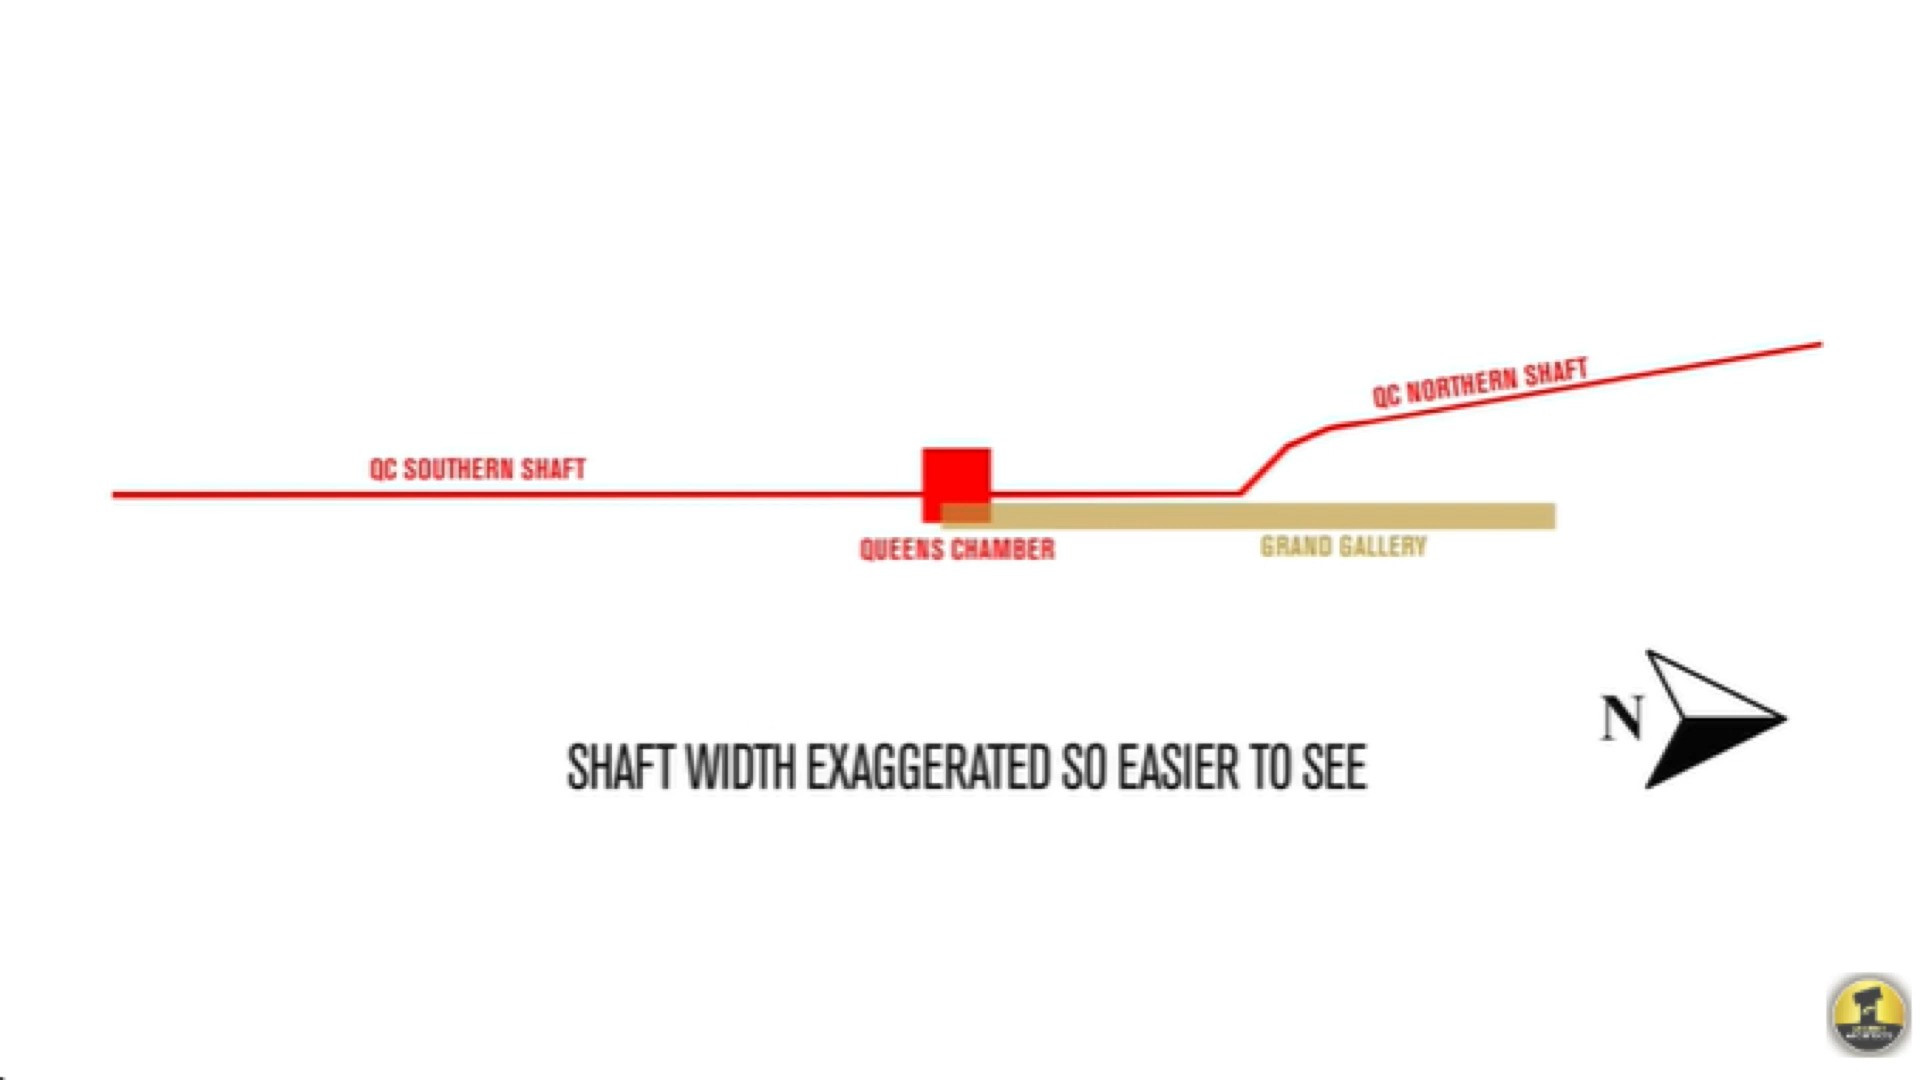 QC NORTHERN SHAFT
QC SOUTHERN SHAFT
QUEENS CHAMBER
GRAND GALLERY
N
SHAFT WIDTH EXAGGERATED SO EASIER TO SEE